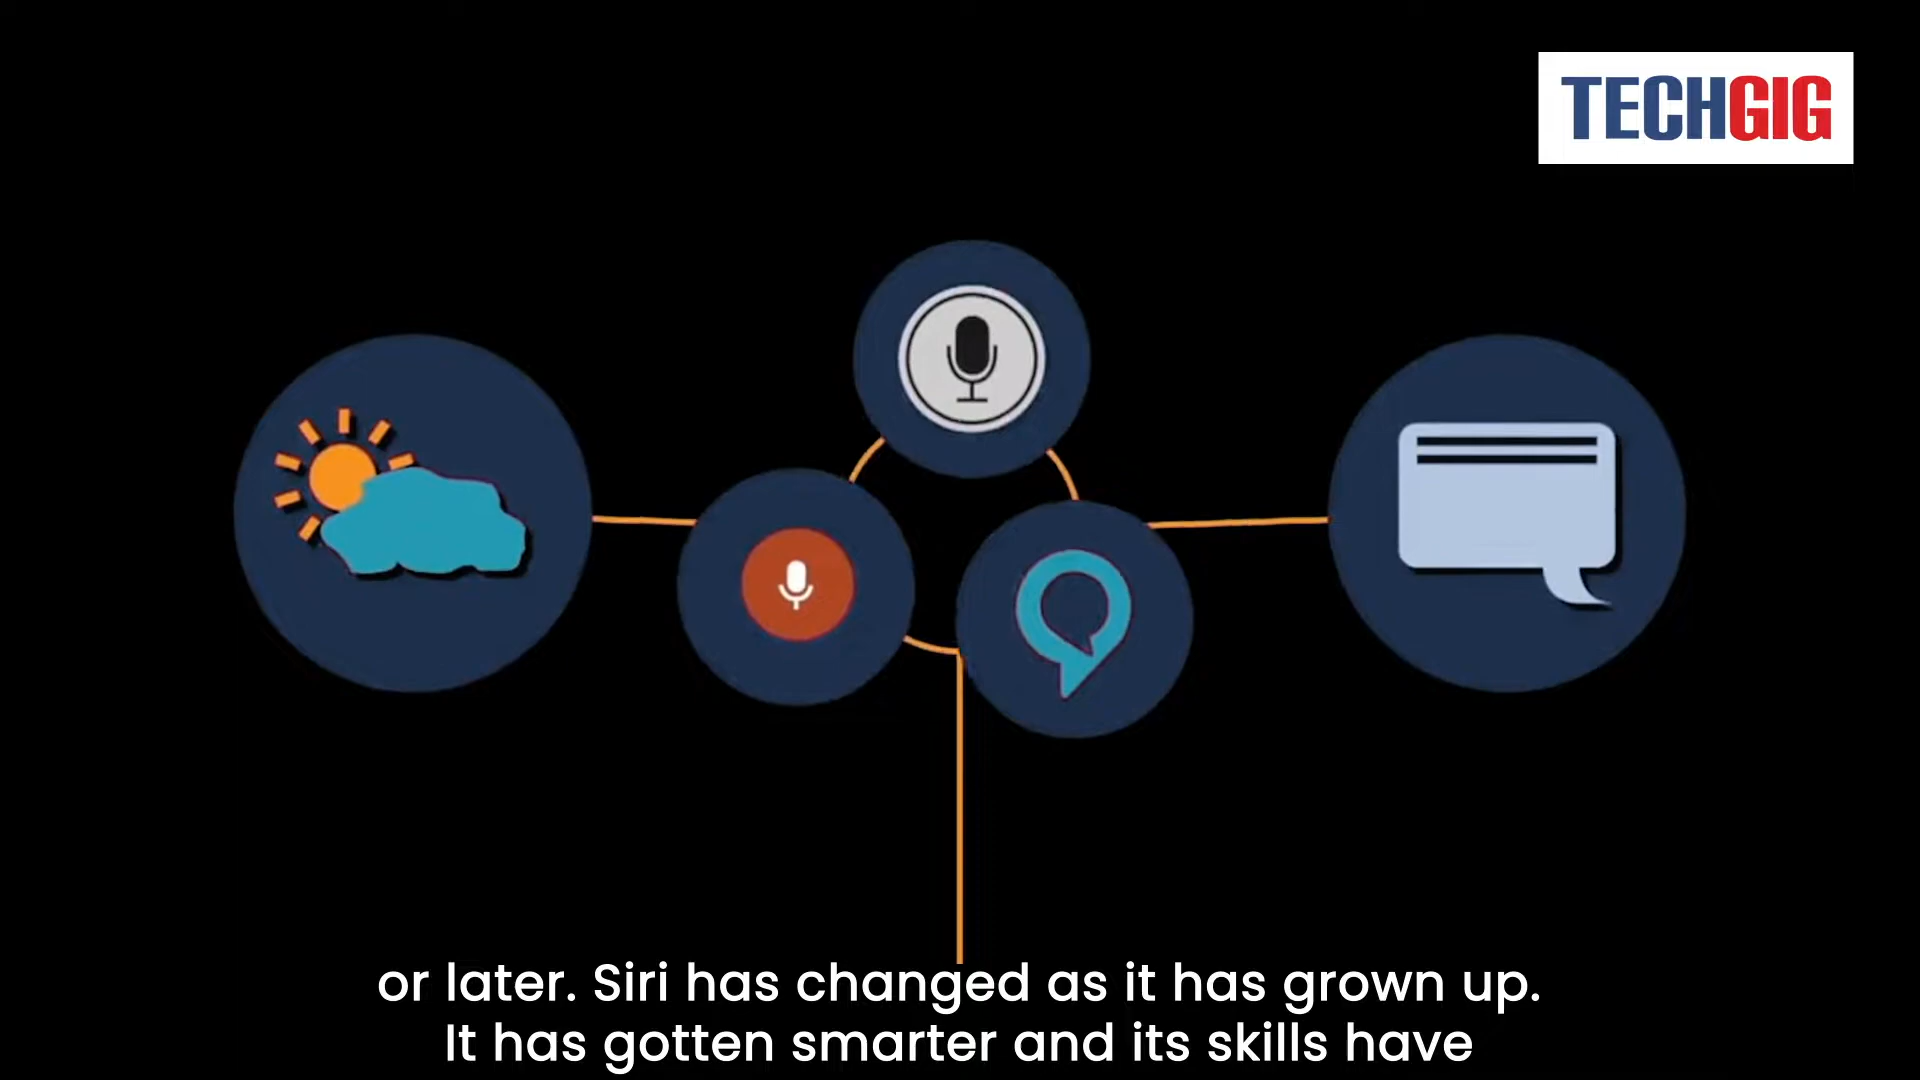 TECHGIG
or later. Siri has changed as it has grown up.
It has gotten smarter and its skills have